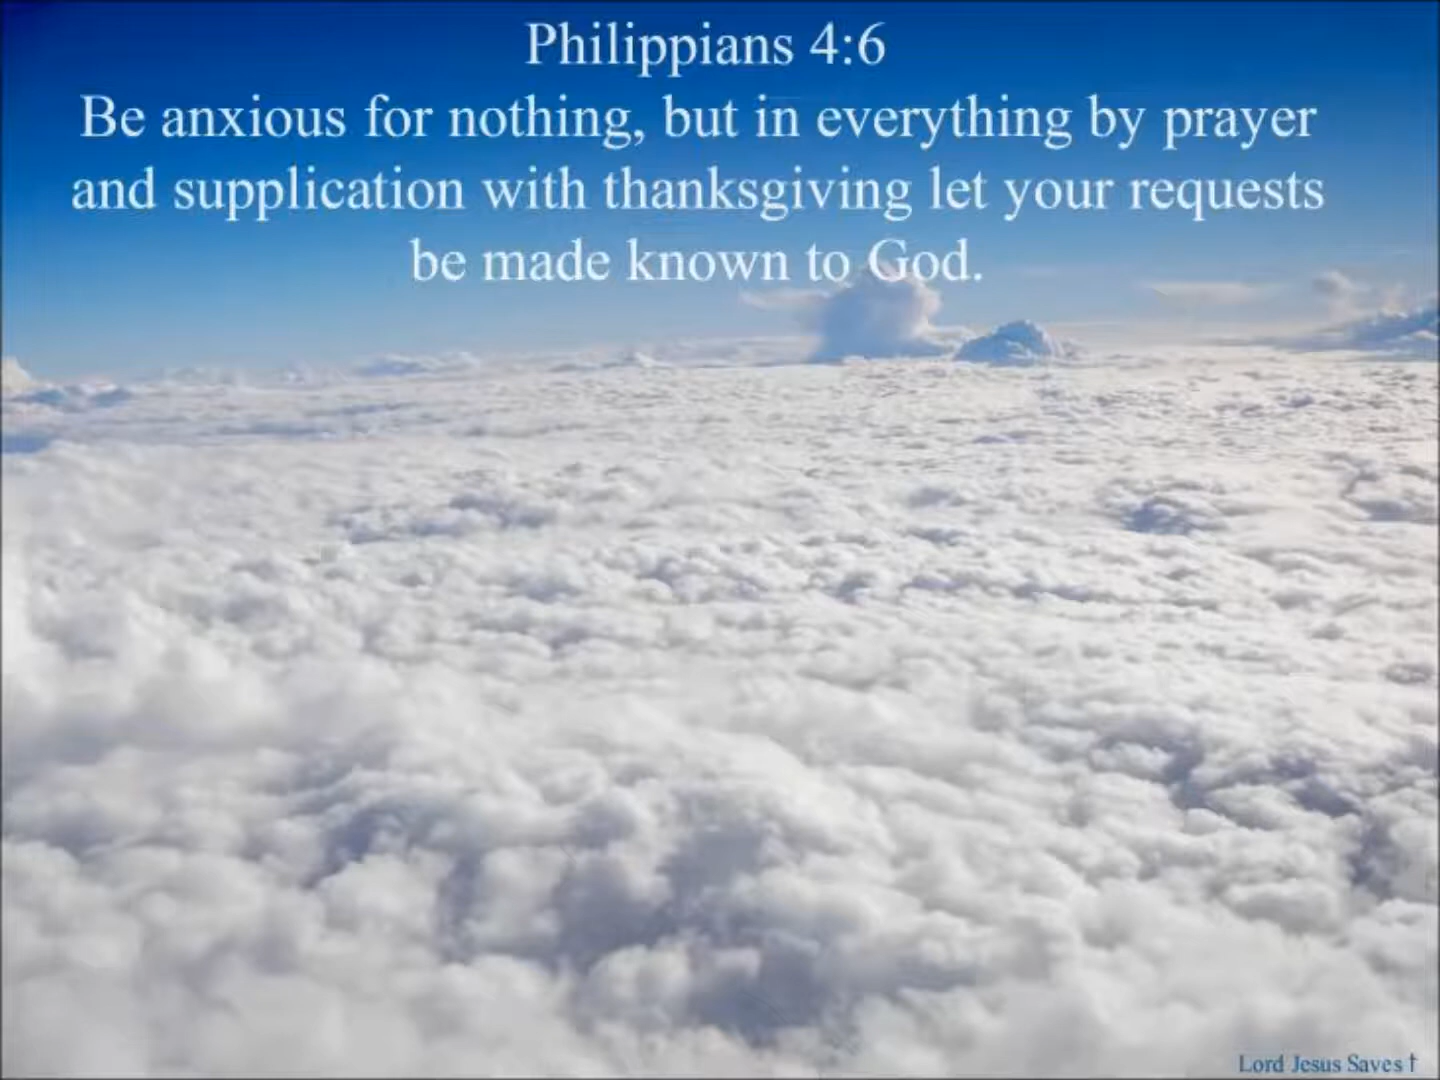 Philippians 4:6
Be anxious for nothing, but in everything by prayer
and supplication with thanksgiving let your requests
be made known to God.
Lord Jesus Saves †